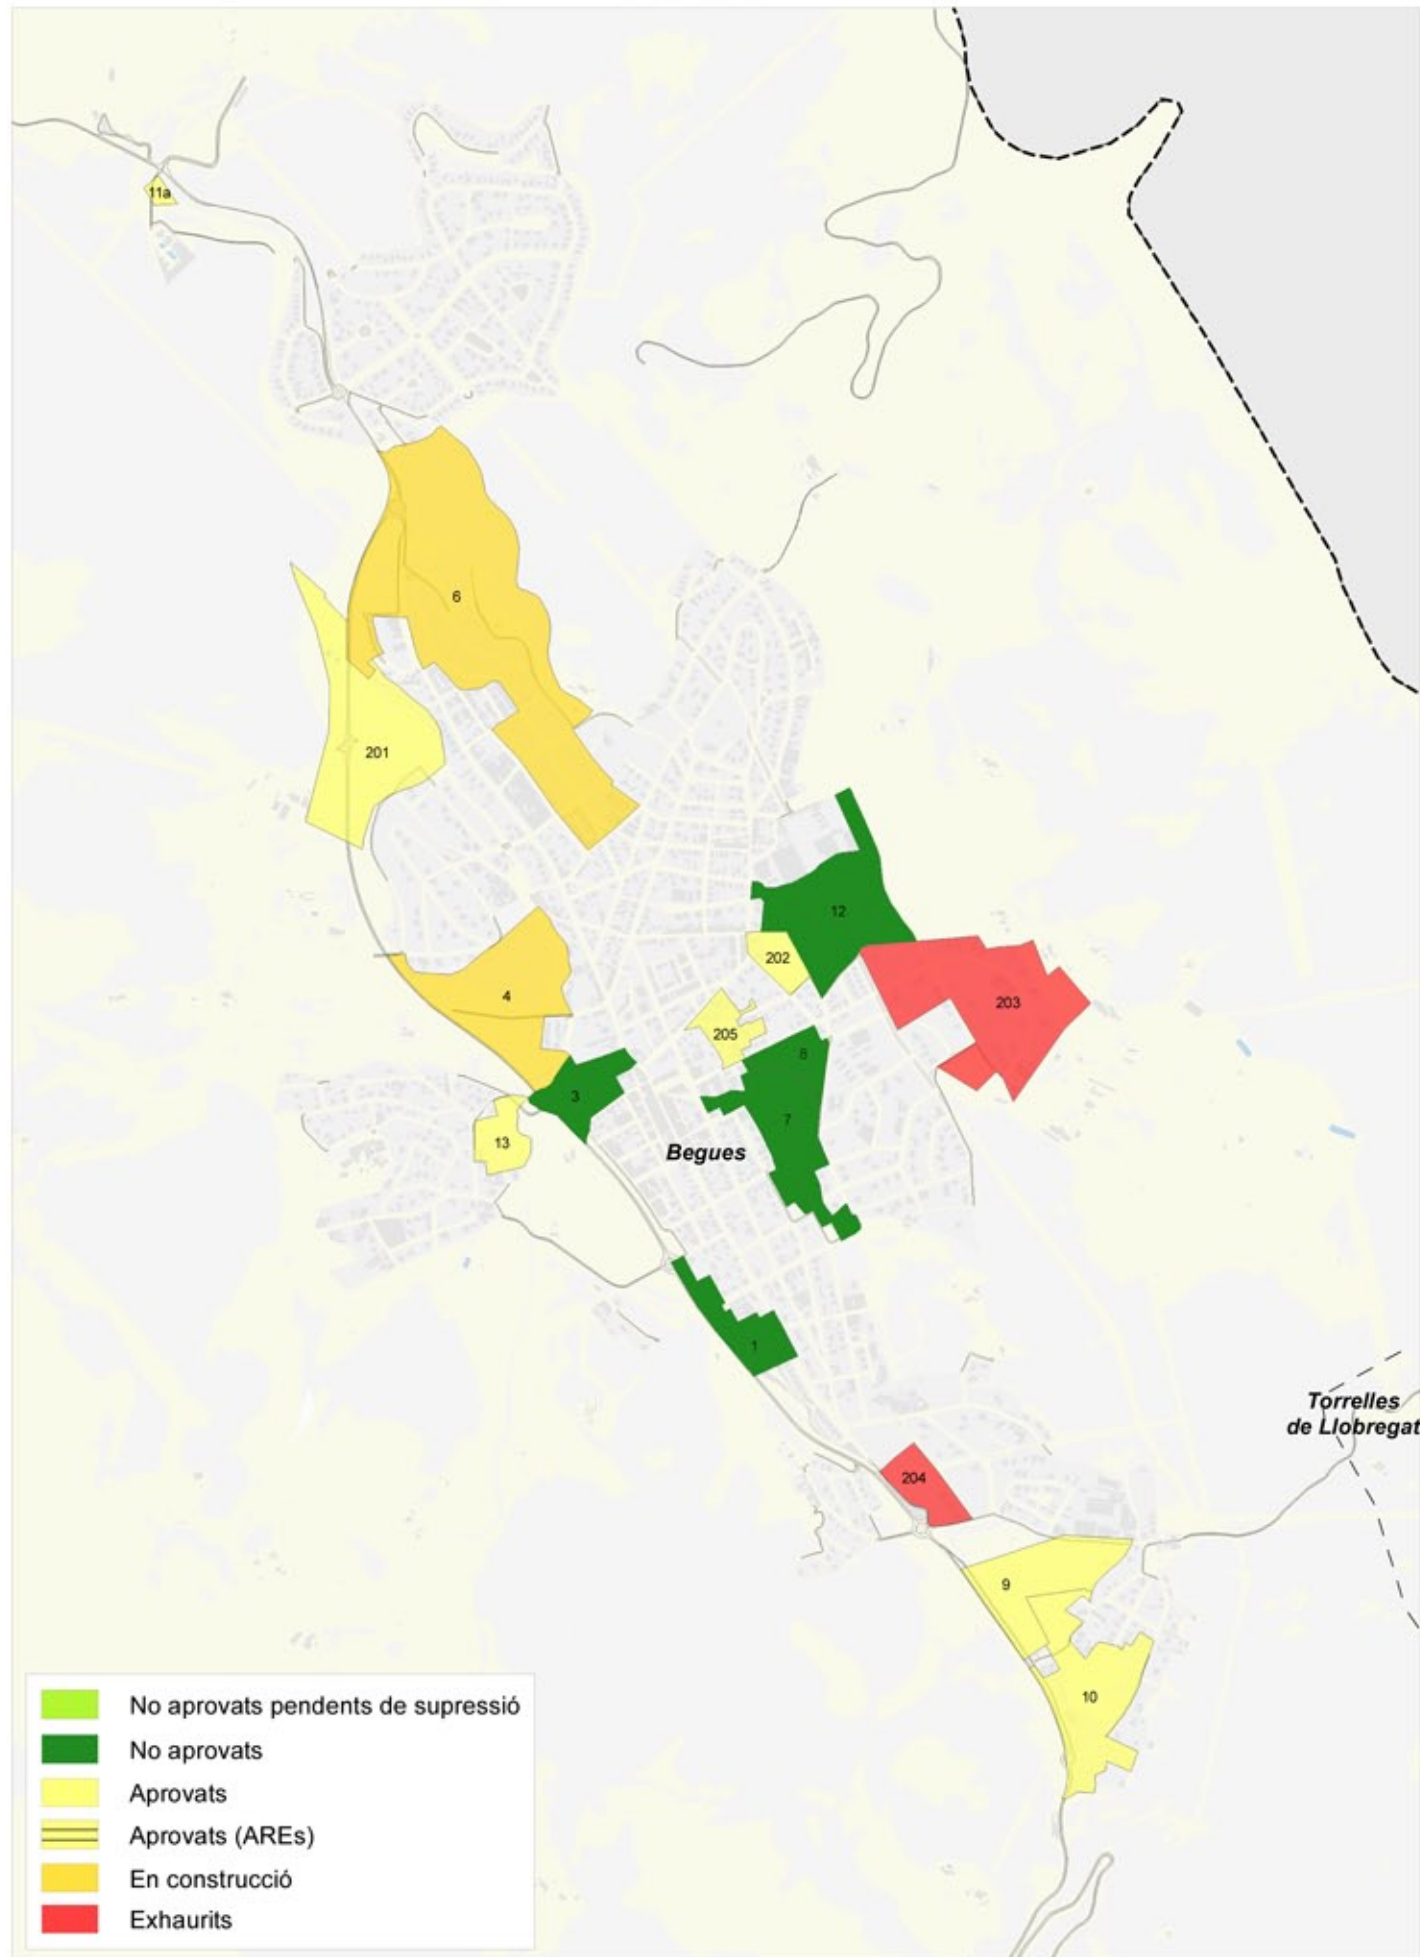 11a
6
201
12
202
203
4
205
8
3
7
13
Begues
1
Torrelles
de Llobregat
204
9
10
No aprovats pendents de supressió
No aprovats
Aprovats
Aprovats (AREs)
En construcció
Exhaurits